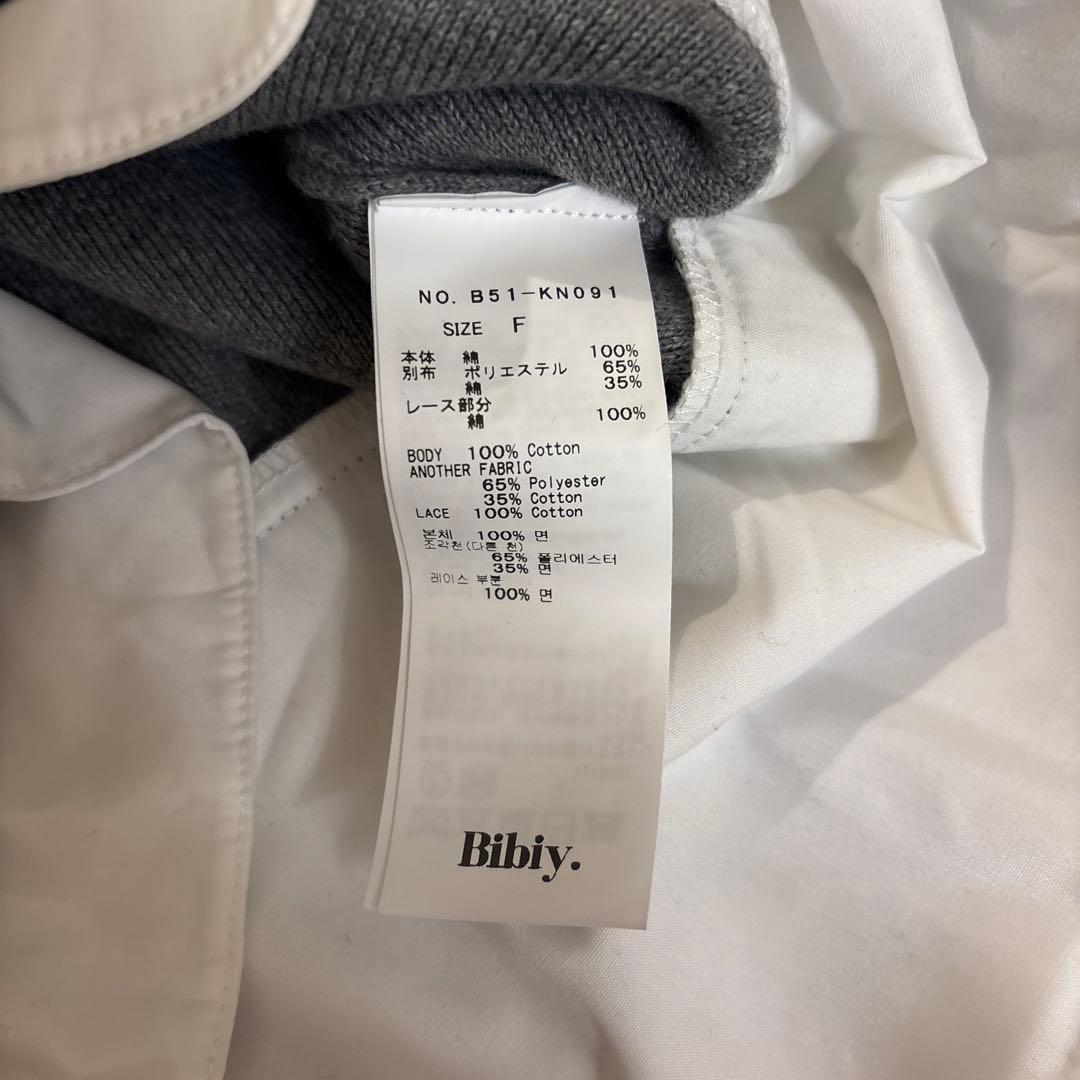 NO. B51-KN091
SIZE F
本体 綿 100%
別布 ポリエステル 65%
綿 35%
レース部分
綿 100%
BODY 100% Cotton
ANOTHER FABRIC
65% Polyester
35% Cotton
LACE 100% Cotton
본체 100% 면
조각천(다른 천)
65% 폴리에스터
35% 면
레이스 부분
100% 면
Bibiy.